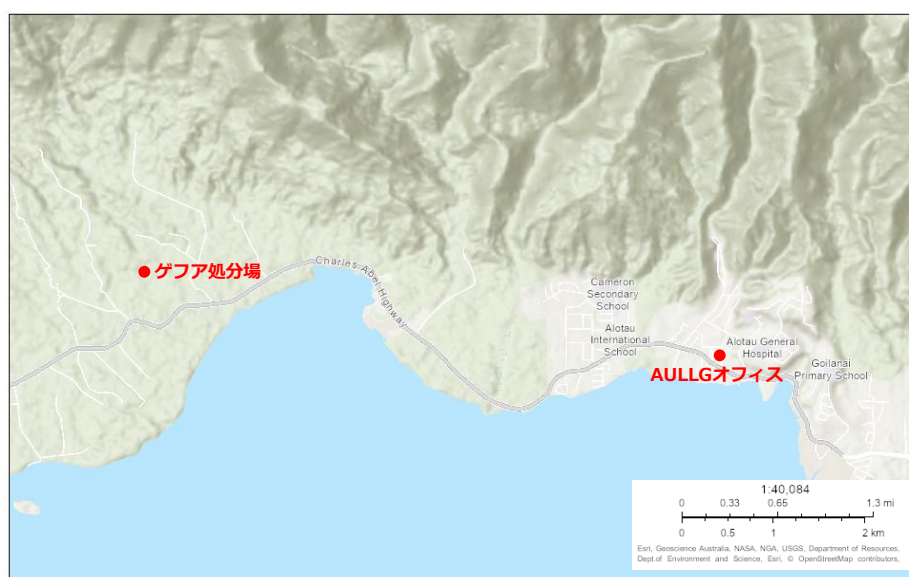 ゲフア処分場
Charles Abel Highway
Cameron
Secondary
School
Alotau
International
School
Alotau General
Hospital
Goilanai
Primary School
AULLGオフィス
1:40,084
0 0.33 0.65 1.3 mi
0 0.5 1 2 km
Esri, Geoscience Australia, NASA, NGA, USGS, Department of Resources,
Dept.of Environment and Science, Esri, © OpenStreetMap contributors,